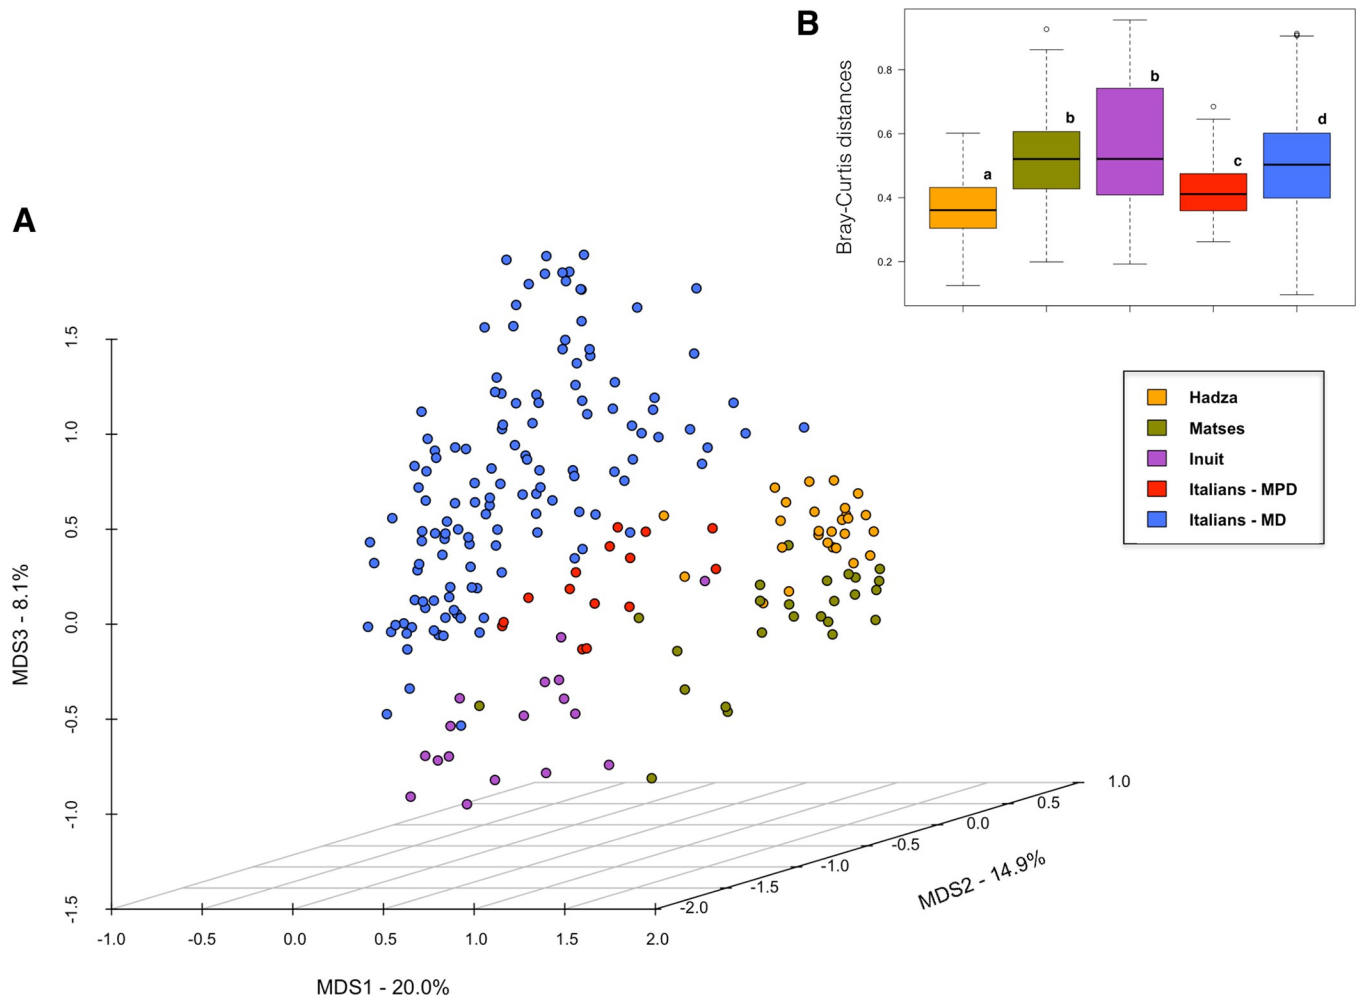 B
Bray-Curtis distances
0.8
0.6
0.4
0.2
a
b
b
c
d
A
MDS3 - 8.1%
1.5
1.0
0.5
0.0
-0.5
-1.0
-1.5
Hadza
Matses
Inuit
Italians - MPD
Italians - MD
1.0
0.5
0.0
-0.5
-1.0
-1.5
-2.0
MDS2 - 14.9%
-1.0 -0.5 0.0 0.5 1.0 1.5 2.0
MDS1 - 20.0%